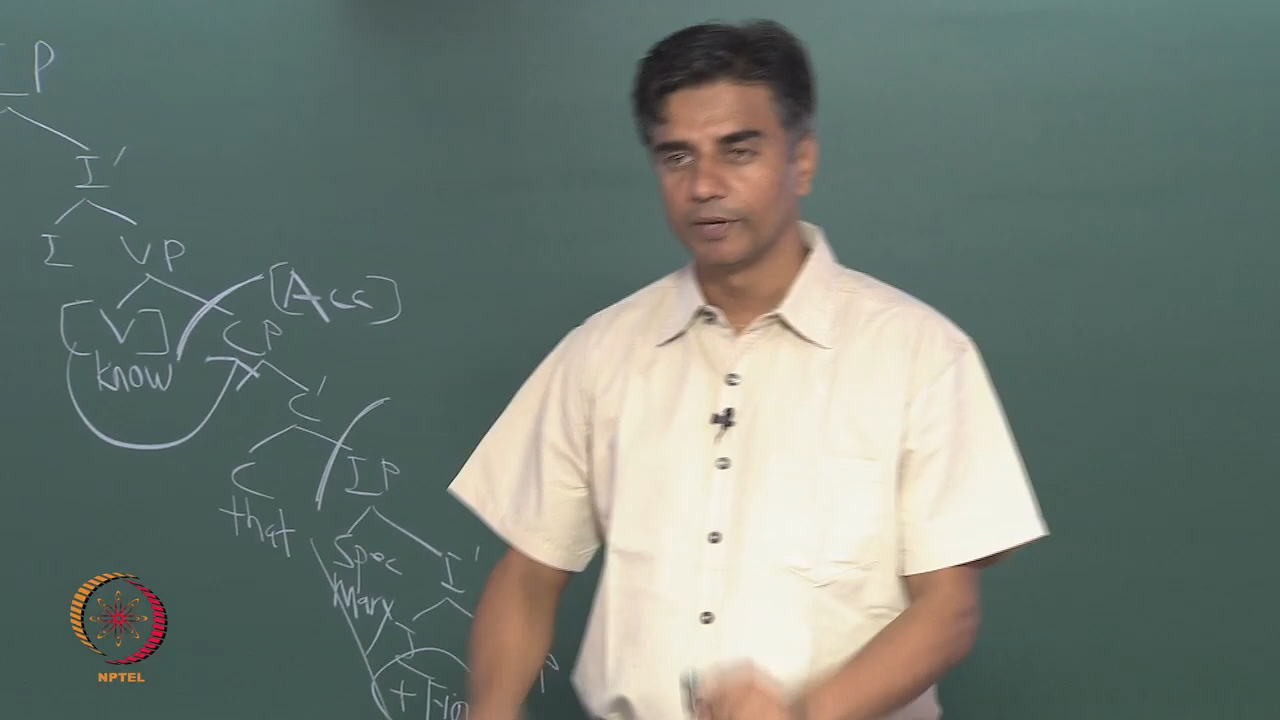 IP
I'
I VP
[V] [Acc]
CP
know
C'
C IP
that
Spec I'
Mary
I
NPTEL